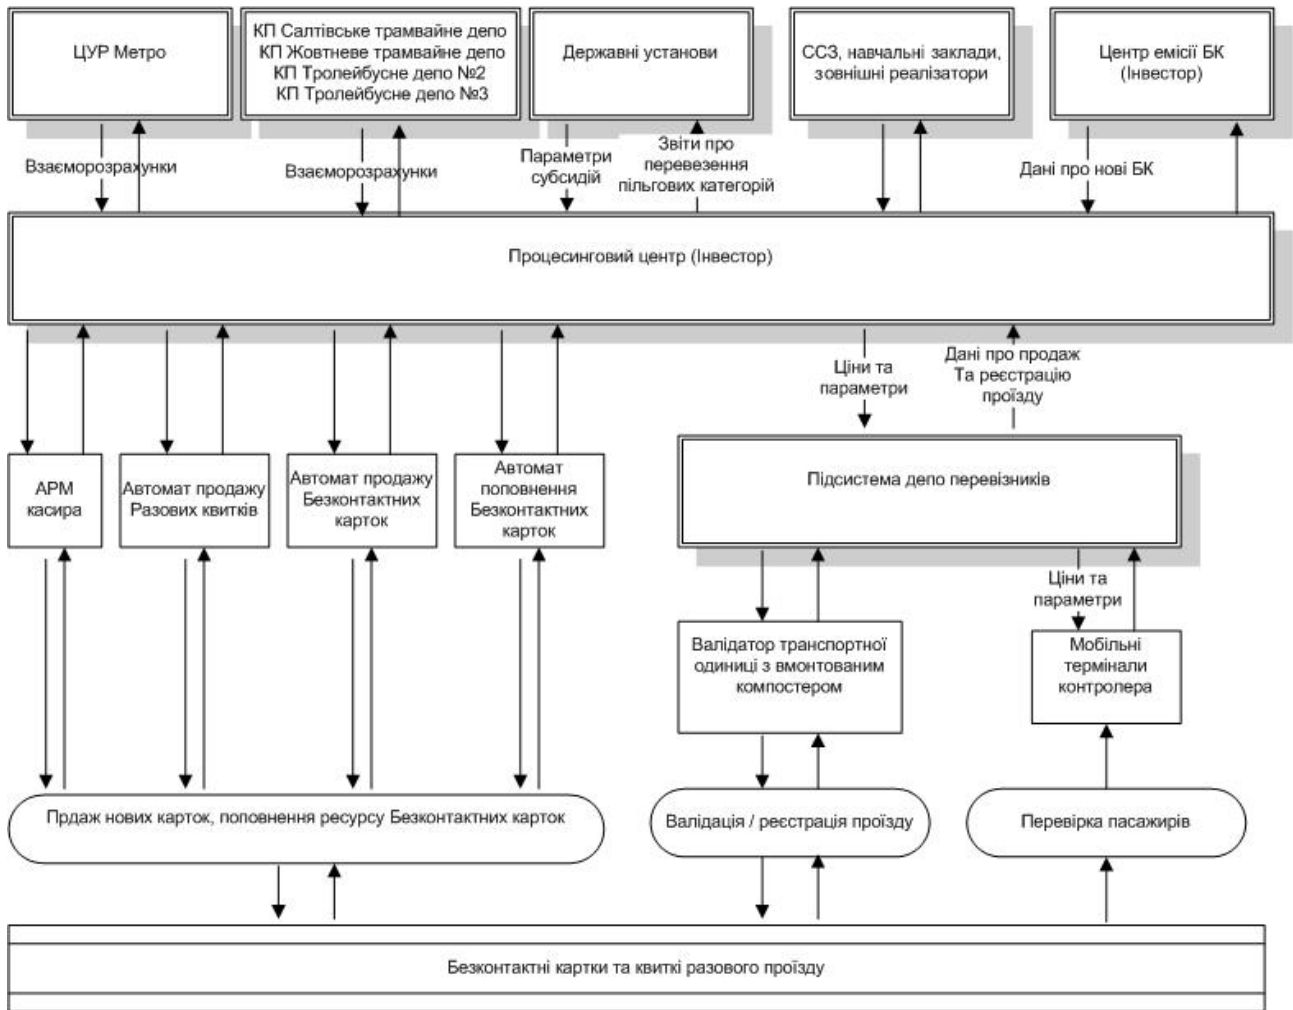 ЦУР Метро
КП Салтівське трамвайне депо
КП Жовтневе трамвайне депо
КП Тролейбусне депо №2
КП Тролейбусне депо №3
Державні установи
ССЗ, навчальні заклади,
зовнішні реалізатори
Центр емісії БК
(Інвестор)
Взаєморозрахунки
Взаєморозрахунки
Параметри
субсидій
Звіти про
перевезення
пільгових категорій
Дані про нові БК
Процесинговий центр (Інвестор)
Ціни та
параметри
Дані про продаж
Та реєстрацію
проїзду
АРМ
касира
Автомат продажу
Разових квитків
Автомат продажу
Безконтактних
карток
Автомат
поповнення
Безконтактних
карток
Підсистема депо перевізників
Ціни та
параметри
Валідатор транспортної
одиниці з вмонтованим
компостером
Мобільні
термінали
контролера
Прдаж нових карток, поповнення ресурсу Безконтактних карток
Валідація / реєстрація проїзду
Перевірка пасажирів
Безконтактні картки та квиткі разового проїзду